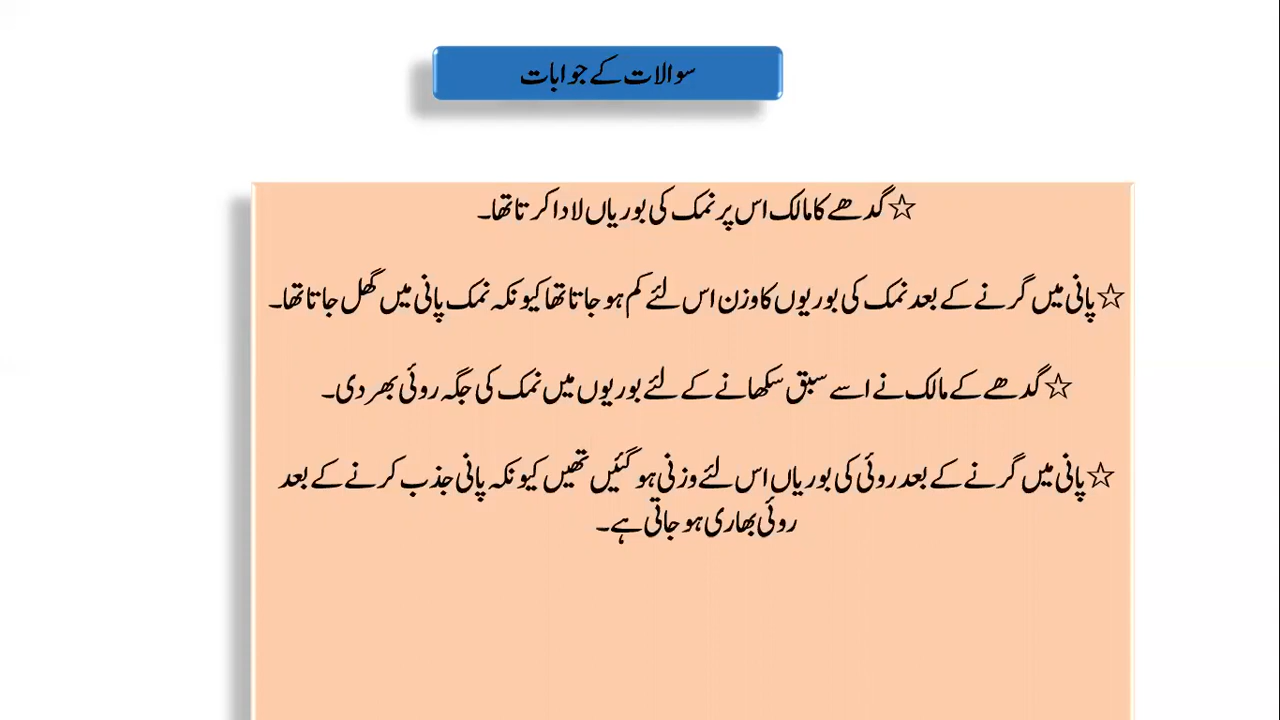 سوالات کے جوابات
☆گدھے کا مالک اس پر نمک کی بوریاں لادا کرتا تھا۔
☆پانی میں گرنے کے بعد نمک کی بوریوں کا وزن اس لئے کم ہو جاتا تھا کیونکہ نمک پانی میں گھل جاتا تھا۔
☆گدھے کے مالک نے اسے سبق سکھانے کے لئے بوریوں میں نمک کی جگہ روئی بھر دی۔
☆پانی میں گرنے کے بعد روئی کی بوریاں اس لئے وزنی ہو گئیں تھیں کیونکہ پانی جذب کرنے کے بعد
روئی بھاری ہو جاتی ہے۔